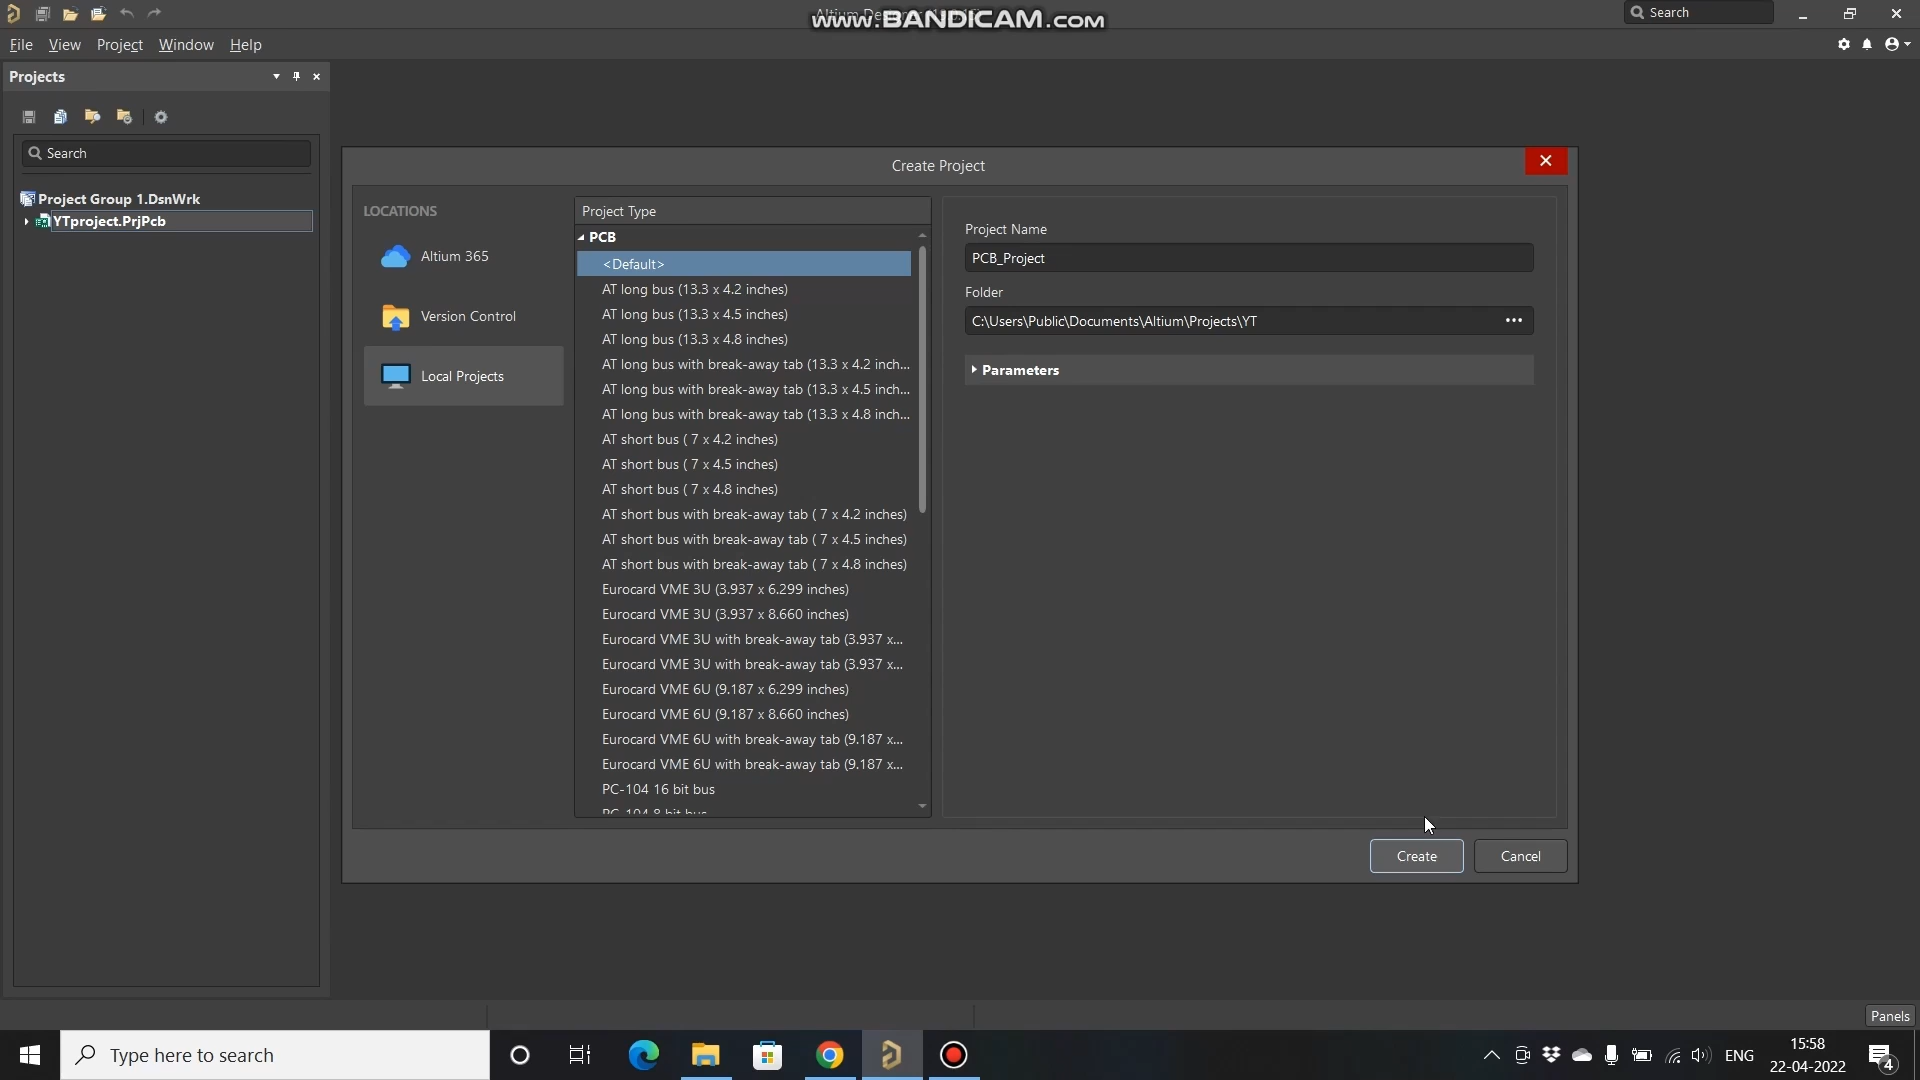 www.BANDICAM.com
Search
File View Project Window Help
Projects
Search
Project Group 1.DsnWrk
YTproject.PrjPcb
Create Project
LOCATIONS
Altium 365
Version Control
Local Projects
Project Type
PCB
<Default>
AT long bus (13.3 x 4.2 inches)
AT long bus (13.3 x 4.5 inches)
AT long bus (13.3 x 4.8 inches)
AT long bus with break-away tab (13.3 x 4.2 inch...
AT long bus with break-away tab (13.3 x 4.5 inch...
AT long bus with break-away tab (13.3 x 4.8 inch...
AT short bus ( 7 x 4.2 inches)
AT short bus ( 7 x 4.5 inches)
AT short bus ( 7 x 4.8 inches)
AT short bus with break-away tab ( 7 x 4.2 inches)
AT short bus with break-away tab ( 7 x 4.5 inches)
AT short bus with break-away tab ( 7 x 4.8 inches)
Eurocard VME 3U (3.937 x 6.299 inches)
Eurocard VME 3U (3.937 x 8.660 inches)
Eurocard VME 3U with break-away tab (3.937 x...
Eurocard VME 3U with break-away tab (3.937 x...
Eurocard VME 6U (9.187 x 6.299 inches)
Eurocard VME 6U (9.187 x 8.660 inches)
Eurocard VME 6U with break-away tab (9.187 x...
Eurocard VME 6U with break-away tab (9.187 x...
PC-104 16 bit bus
PC-104 8 bit bus
Project Name
PCB_Project
Folder
C:\Users\Public\Documents\Altium\Projects\YT
Parameters
Create
Cancel
Panels
Type here to search
ENG
15:58
22-04-2022
4